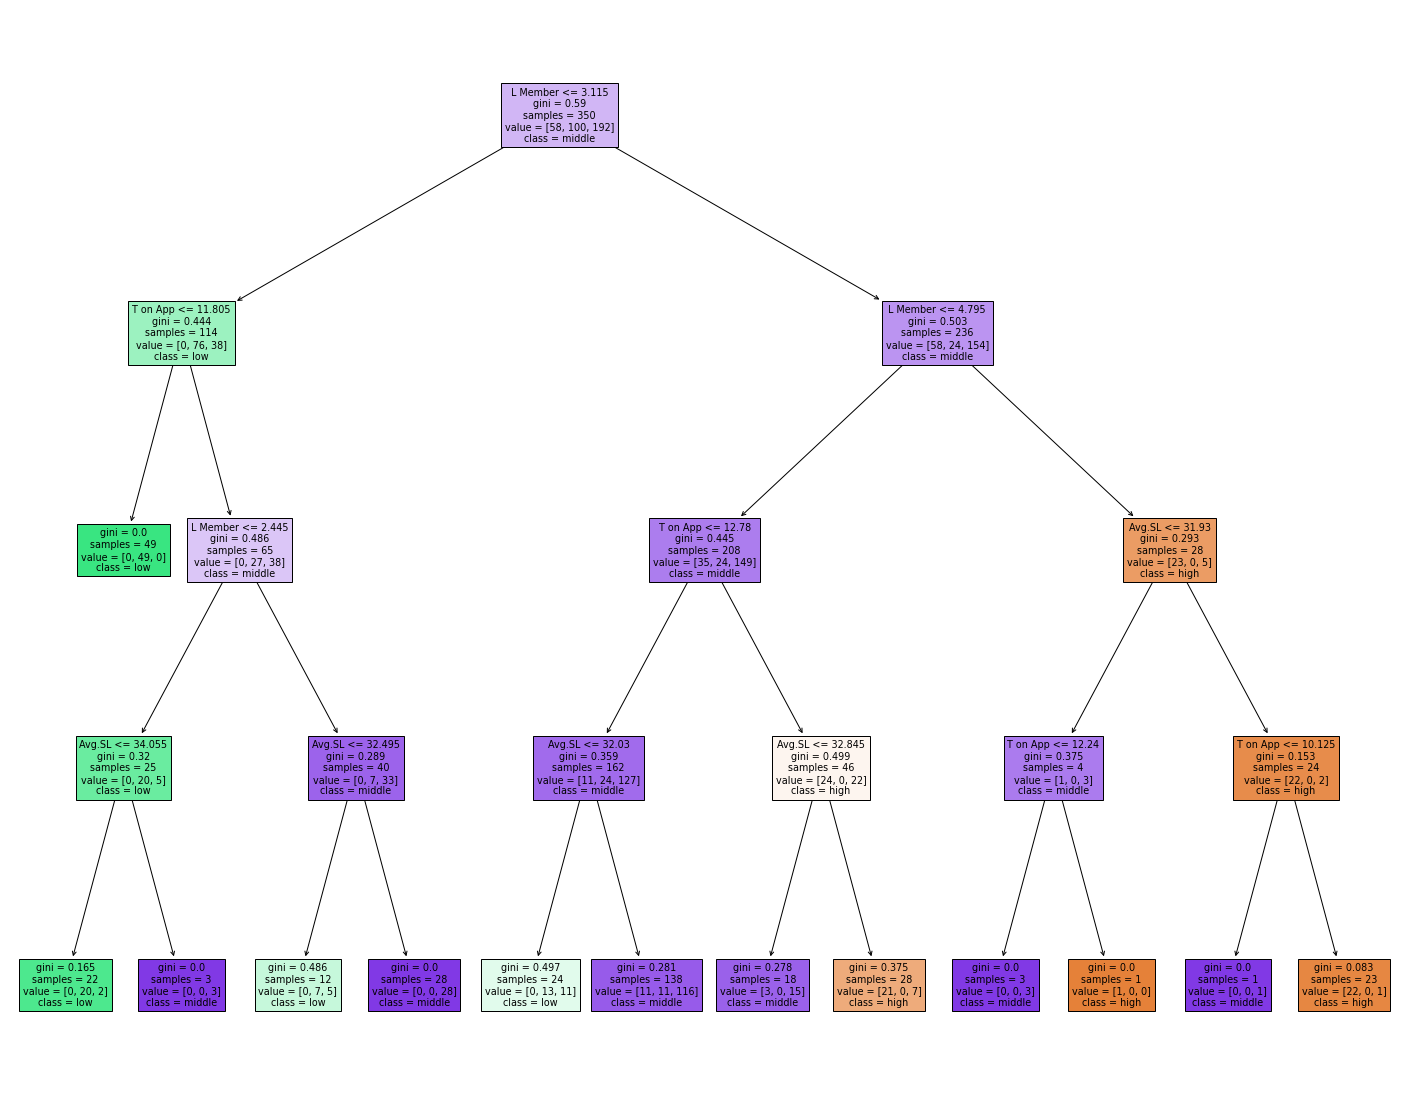 L Member <= 3.115
gini = 0.59
samples = 350
value = [58, 100, 192]
class = middle
T on App <= 11.805
gini = 0.444
samples = 114
value = [0, 76, 38]
class = low
L Member <= 4.795
gini = 0.503
samples = 236
value = [58, 24, 154]
class = middle
gini = 0.0
samples = 49
value = [0, 49, 0]
class = low
L Member <= 2.445
gini = 0.486
samples = 65
value = [0, 27, 38]
class = middle
T on App <= 12.78
gini = 0.445
samples = 208
value = [35, 24, 149]
class = middle
Avg.SL <= 31.93
gini = 0.293
samples = 28
value = [23, 0, 5]
class = high
Avg.SL <= 34.055
gini = 0.32
samples = 25
value = [0, 20, 5]
class = low
Avg.SL <= 32.495
gini = 0.289
samples = 40
value = [0, 7, 33]
class = middle
Avg.SL <= 32.03
gini = 0.359
samples = 162
value = [11, 24, 127]
class = middle
Avg.SL <= 32.845
gini = 0.499
samples = 46
value = [24, 0, 22]
class = high
T on App <= 12.24
gini = 0.375
samples = 4
value = [1, 0, 3]
class = middle
T on App <= 10.125
gini = 0.153
samples = 24
value = [22, 0, 2]
class = high
gini = 0.165
samples = 22
value = [0, 20, 2]
class = low
gini = 0.0
samples = 3
value = [0, 0, 3]
class = middle
gini = 0.486
samples = 12
value = [0, 7, 5]
class = low
gini = 0.0
samples = 28
value = [0, 0, 28]
class = middle
gini = 0.497
samples = 24
value = [0, 13, 11]
class = low
gini = 0.281
samples = 138
value = [11, 11, 116]
class = middle
gini = 0.278
samples = 18
value = [3, 0, 15]
class = middle
gini = 0.375
samples = 28
value = [21, 0, 7]
class = high
gini = 0.0
samples = 3
value = [0, 0, 3]
class = middle
gini = 0.0
samples = 1
value = [1, 0, 0]
class = high
gini = 0.0
samples = 1
value = [0, 0, 1]
class = middle
gini = 0.083
samples = 23
value = [22, 0, 1]
class = high